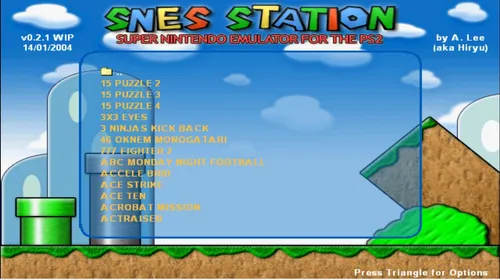 SNES STATION
SUPER NINTENDO EMULATOR FOR THE PS2
v0.2.1 WIP
14/01/2004
by A. Lee
(aka Hiryu)
..
15 PUZZLE 2
15 PUZZLE 3
15 PUZZLE 4
3X3 EYES
3 NINJAS KICK BACK
46 OKNEM MONOGATARI
777 FIGHTER 2
ABC MONDAY NIGHT FOOTBALL
ACCELE BRID
ACE STRIKE
ACE TEN
ACROBAT MISSION
ACTRAISER
Press Triangle for Options